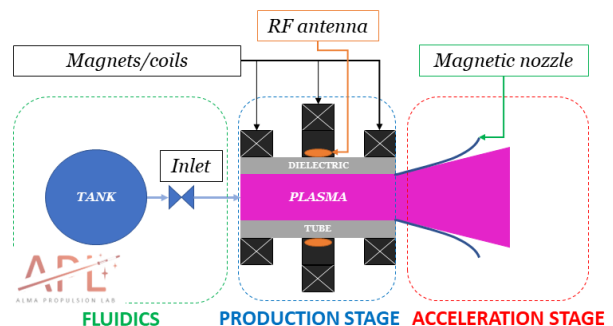 RF antenna
Magnets/coils
Magnetic nozzle
Inlet
DIELECTRIC
TANK
PLASMA
TUBE
APL
ALMA PROPULSION LAB
FLUIDICS
PRODUCTION STAGE
ACCELERATION STAGE